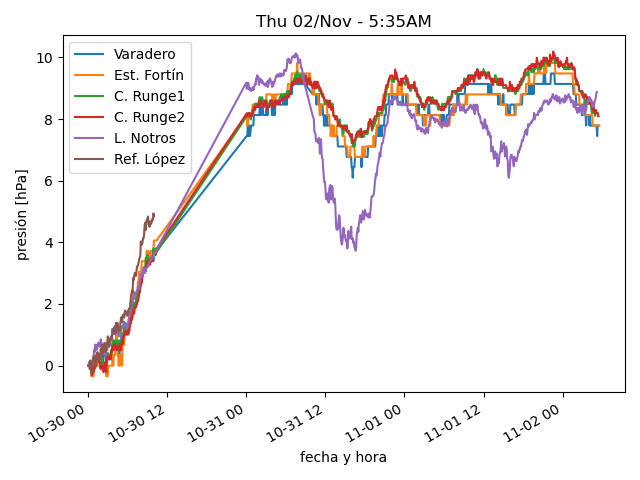 Thu 02/Nov - 5:35AM
Varadero
Est. Fortín
C. Runge1
C. Runge2
L. Notros
Ref. López
presión [hPa]
10
8
6
4
2
0
10-30 00
10-30 12
10-31 00
10-31 12
11-01 00
11-01 12
11-02 00
fecha y hora